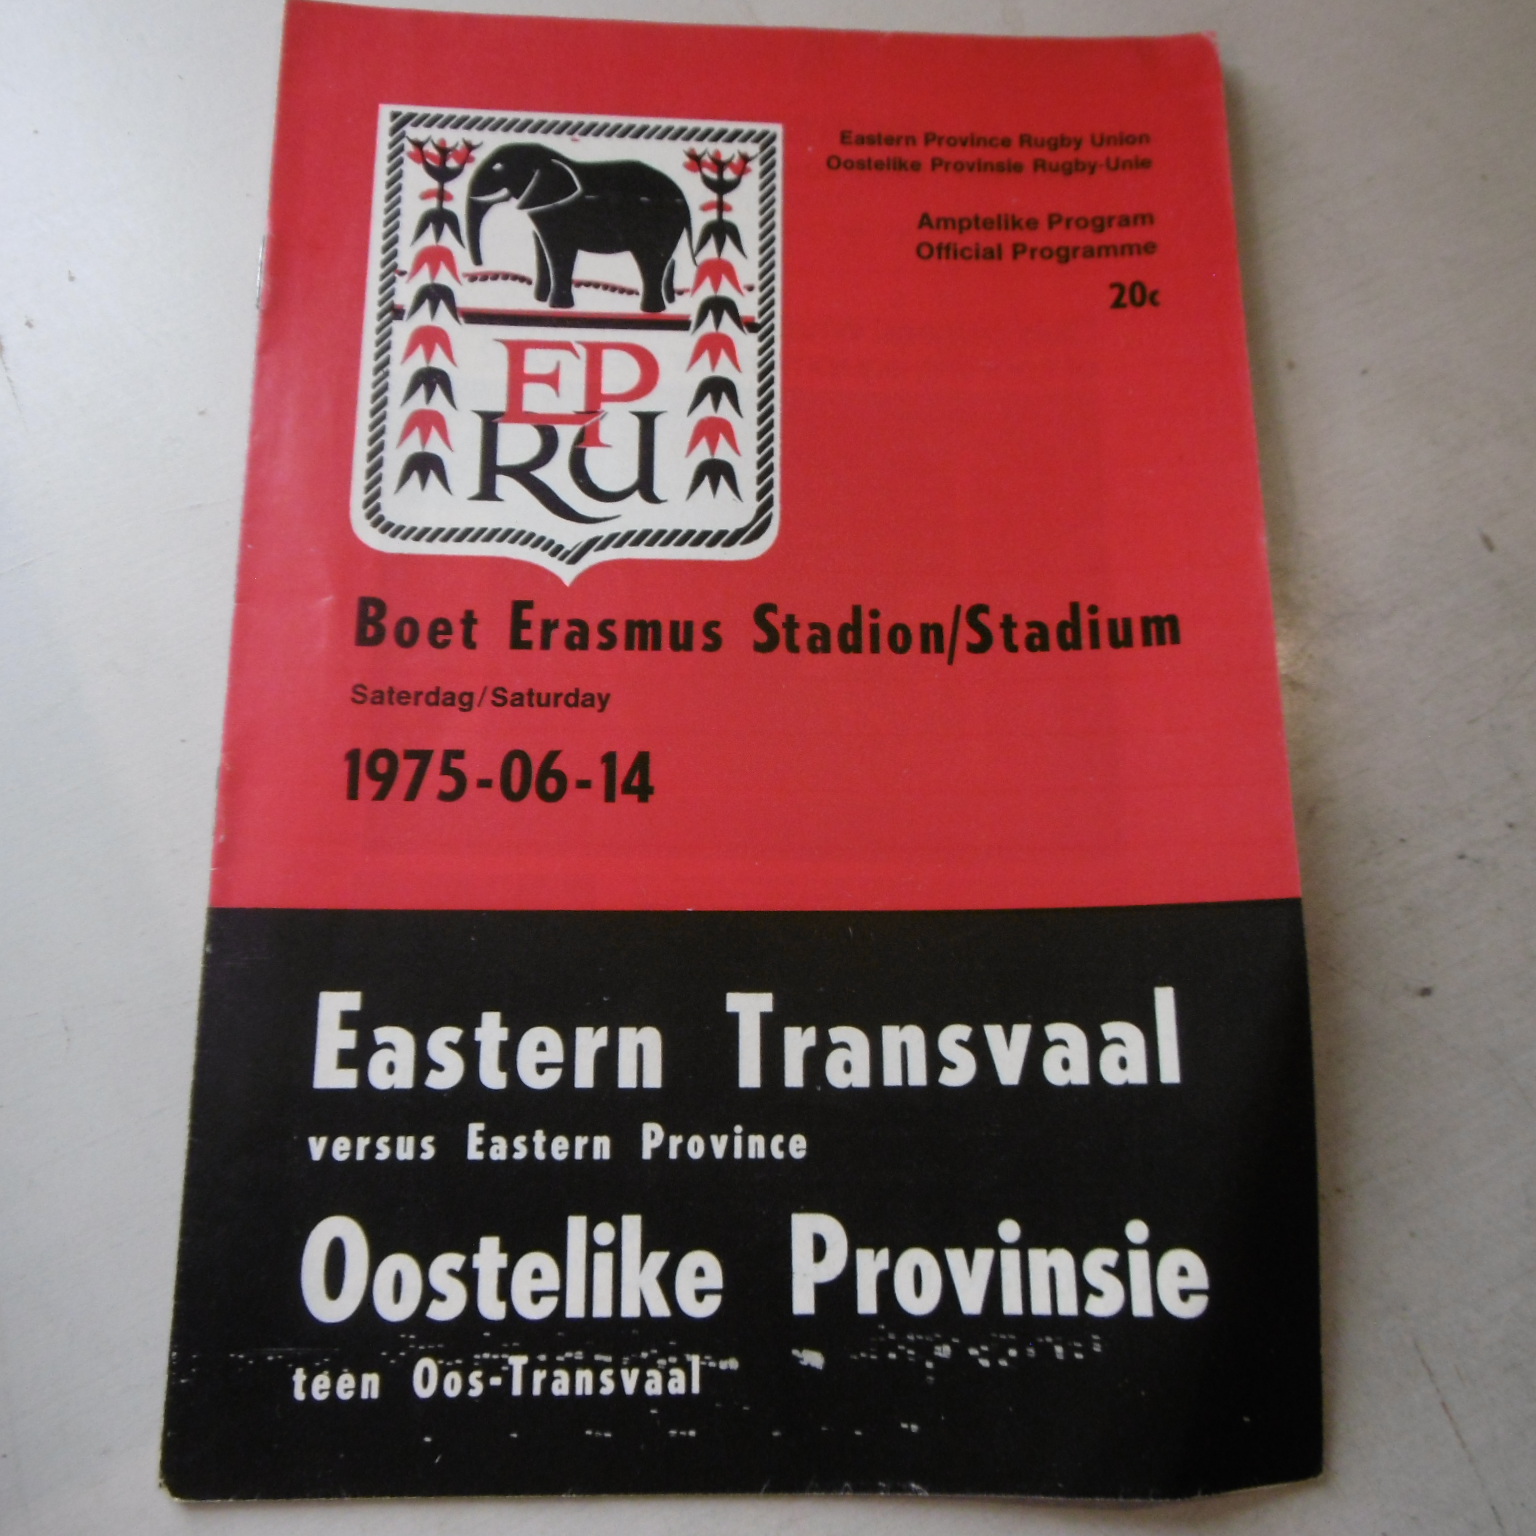 Eastern Province Rugby Union
Oostelike Provinsie Rugby-Unie
Amptelike Program
Official Programme
20c
EP
RU
Boet Erasmus Stadion/Stadium
Saterdag/Saturday
1975-06-14
Eastern Transvaal
versus Eastern Province
Oostelike Provinsie
teen Oos-Transvaal